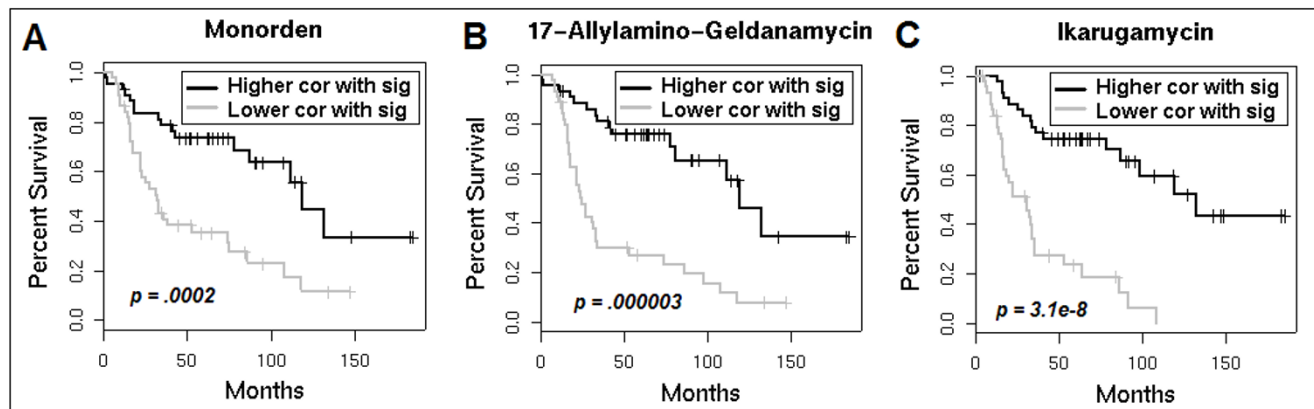 A
Monorden
Percent Survival
0.0 0.2 0.4 0.6 0.8 1.0
Higher cor with sig
Lower cor with sig
p = .0002
0 50 100 150
Months
B
17-Allylamino-Geldanamycin
Percent Survival
0.0 0.2 0.4 0.6 0.8 1.0
Higher cor with sig
Lower cor with sig
p = .000003
0 50 100 150
Months
C
Ikarugamycin
Percent Survival
0.0 0.2 0.4 0.6 0.8 1.0
Higher cor with sig
Lower cor with sig
p = 3.1e-8
0 50 100 150
Months